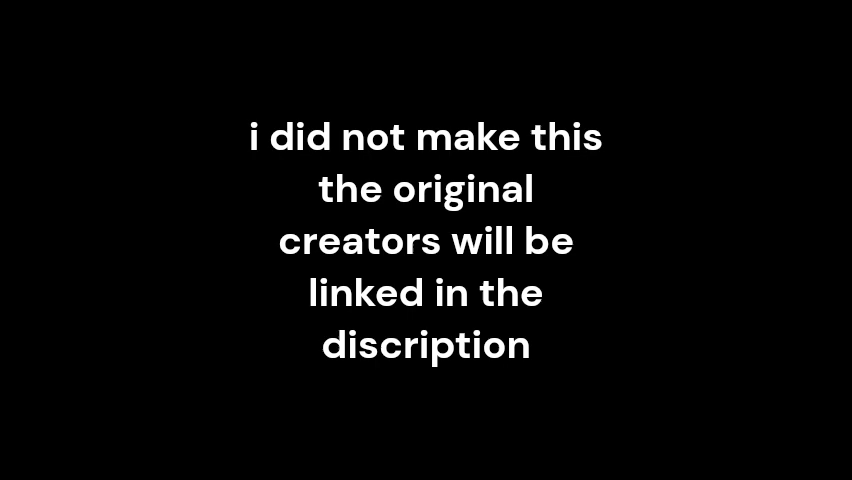 i did not make this
the original
creators will be
linked in the
discription